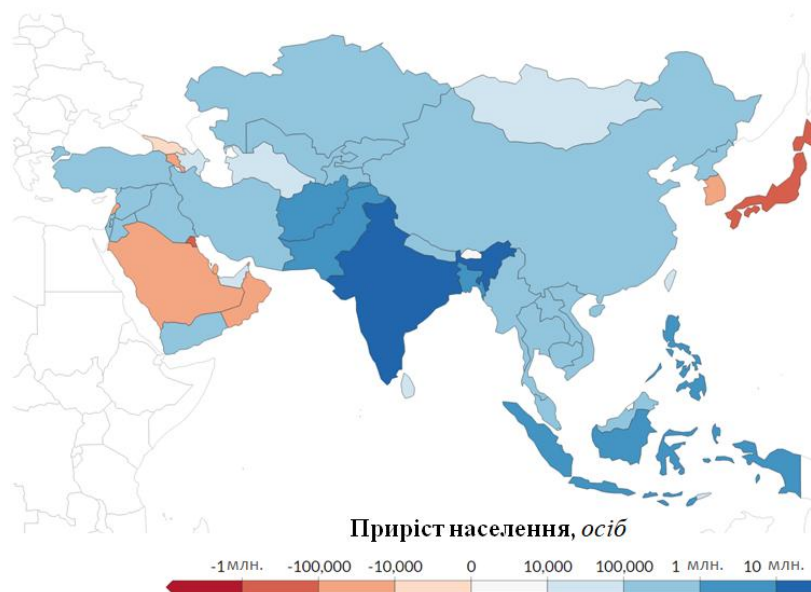 Приріст населення, осіб
-1 млн. -100,000 -10,000 0 10,000 100,000 1 млн. 10 млн.